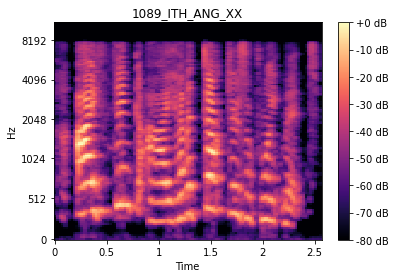 1089_ITH_ANG_XX
8192
4096
2048
1024
512
0
Hz
0
0.5
1
1.5
2
2.5
Time
+0 dB
-10 dB
-20 dB
-30 dB
-40 dB
-50 dB
-60 dB
-70 dB
-80 dB